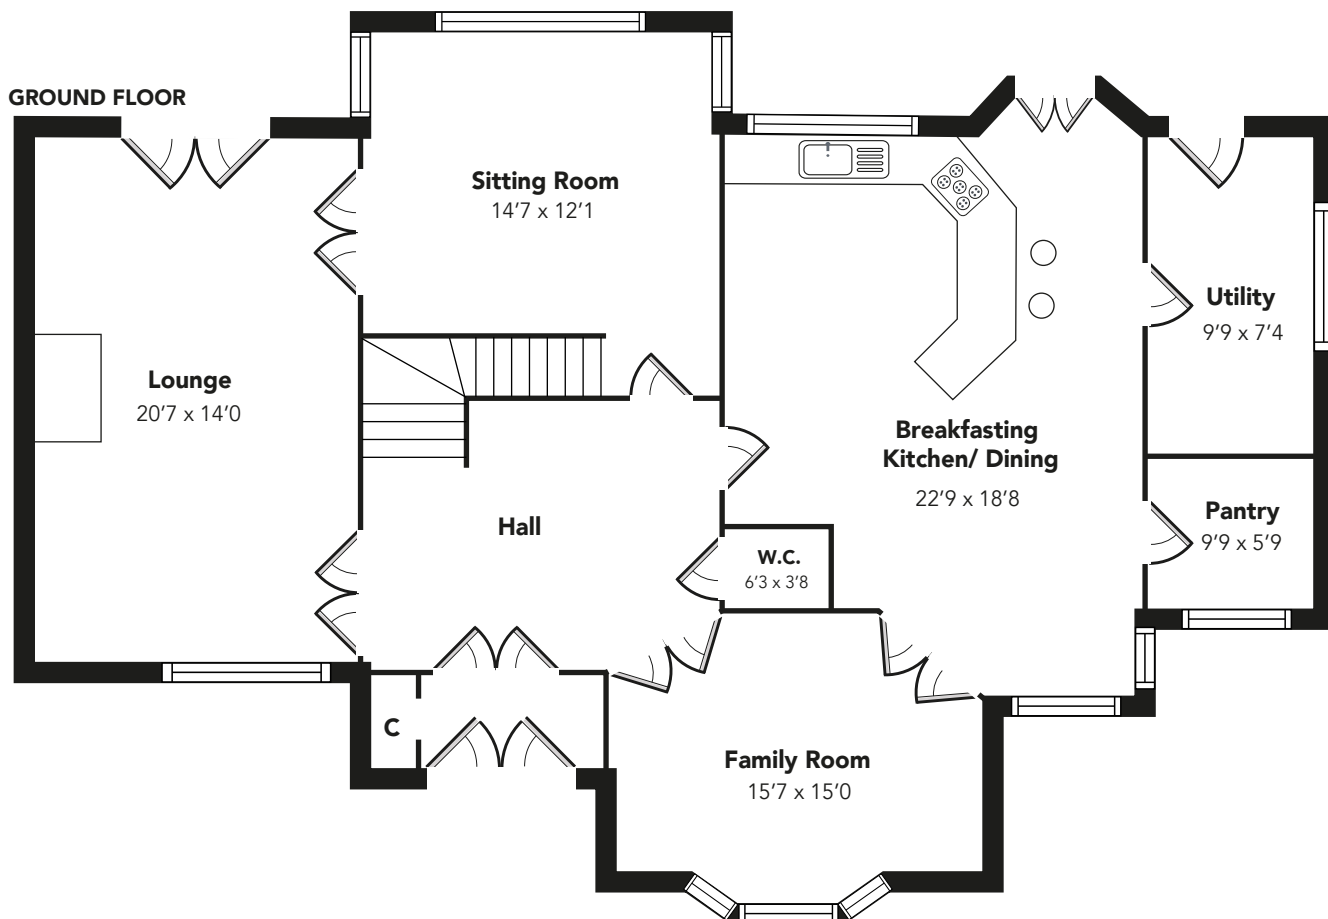 GROUND FLOOR
Sitting Room
14'7 x 12'1
Utility
9'9 x 7'4
Lounge
20'7 x 14'0
Breakfasting
Kitchen/ Dining
22'9 x 18'8
Hall
Pantry
9'9 x 5'9
W.C.
6'3 x 3'8
C
Family Room
15'7 x 15'0